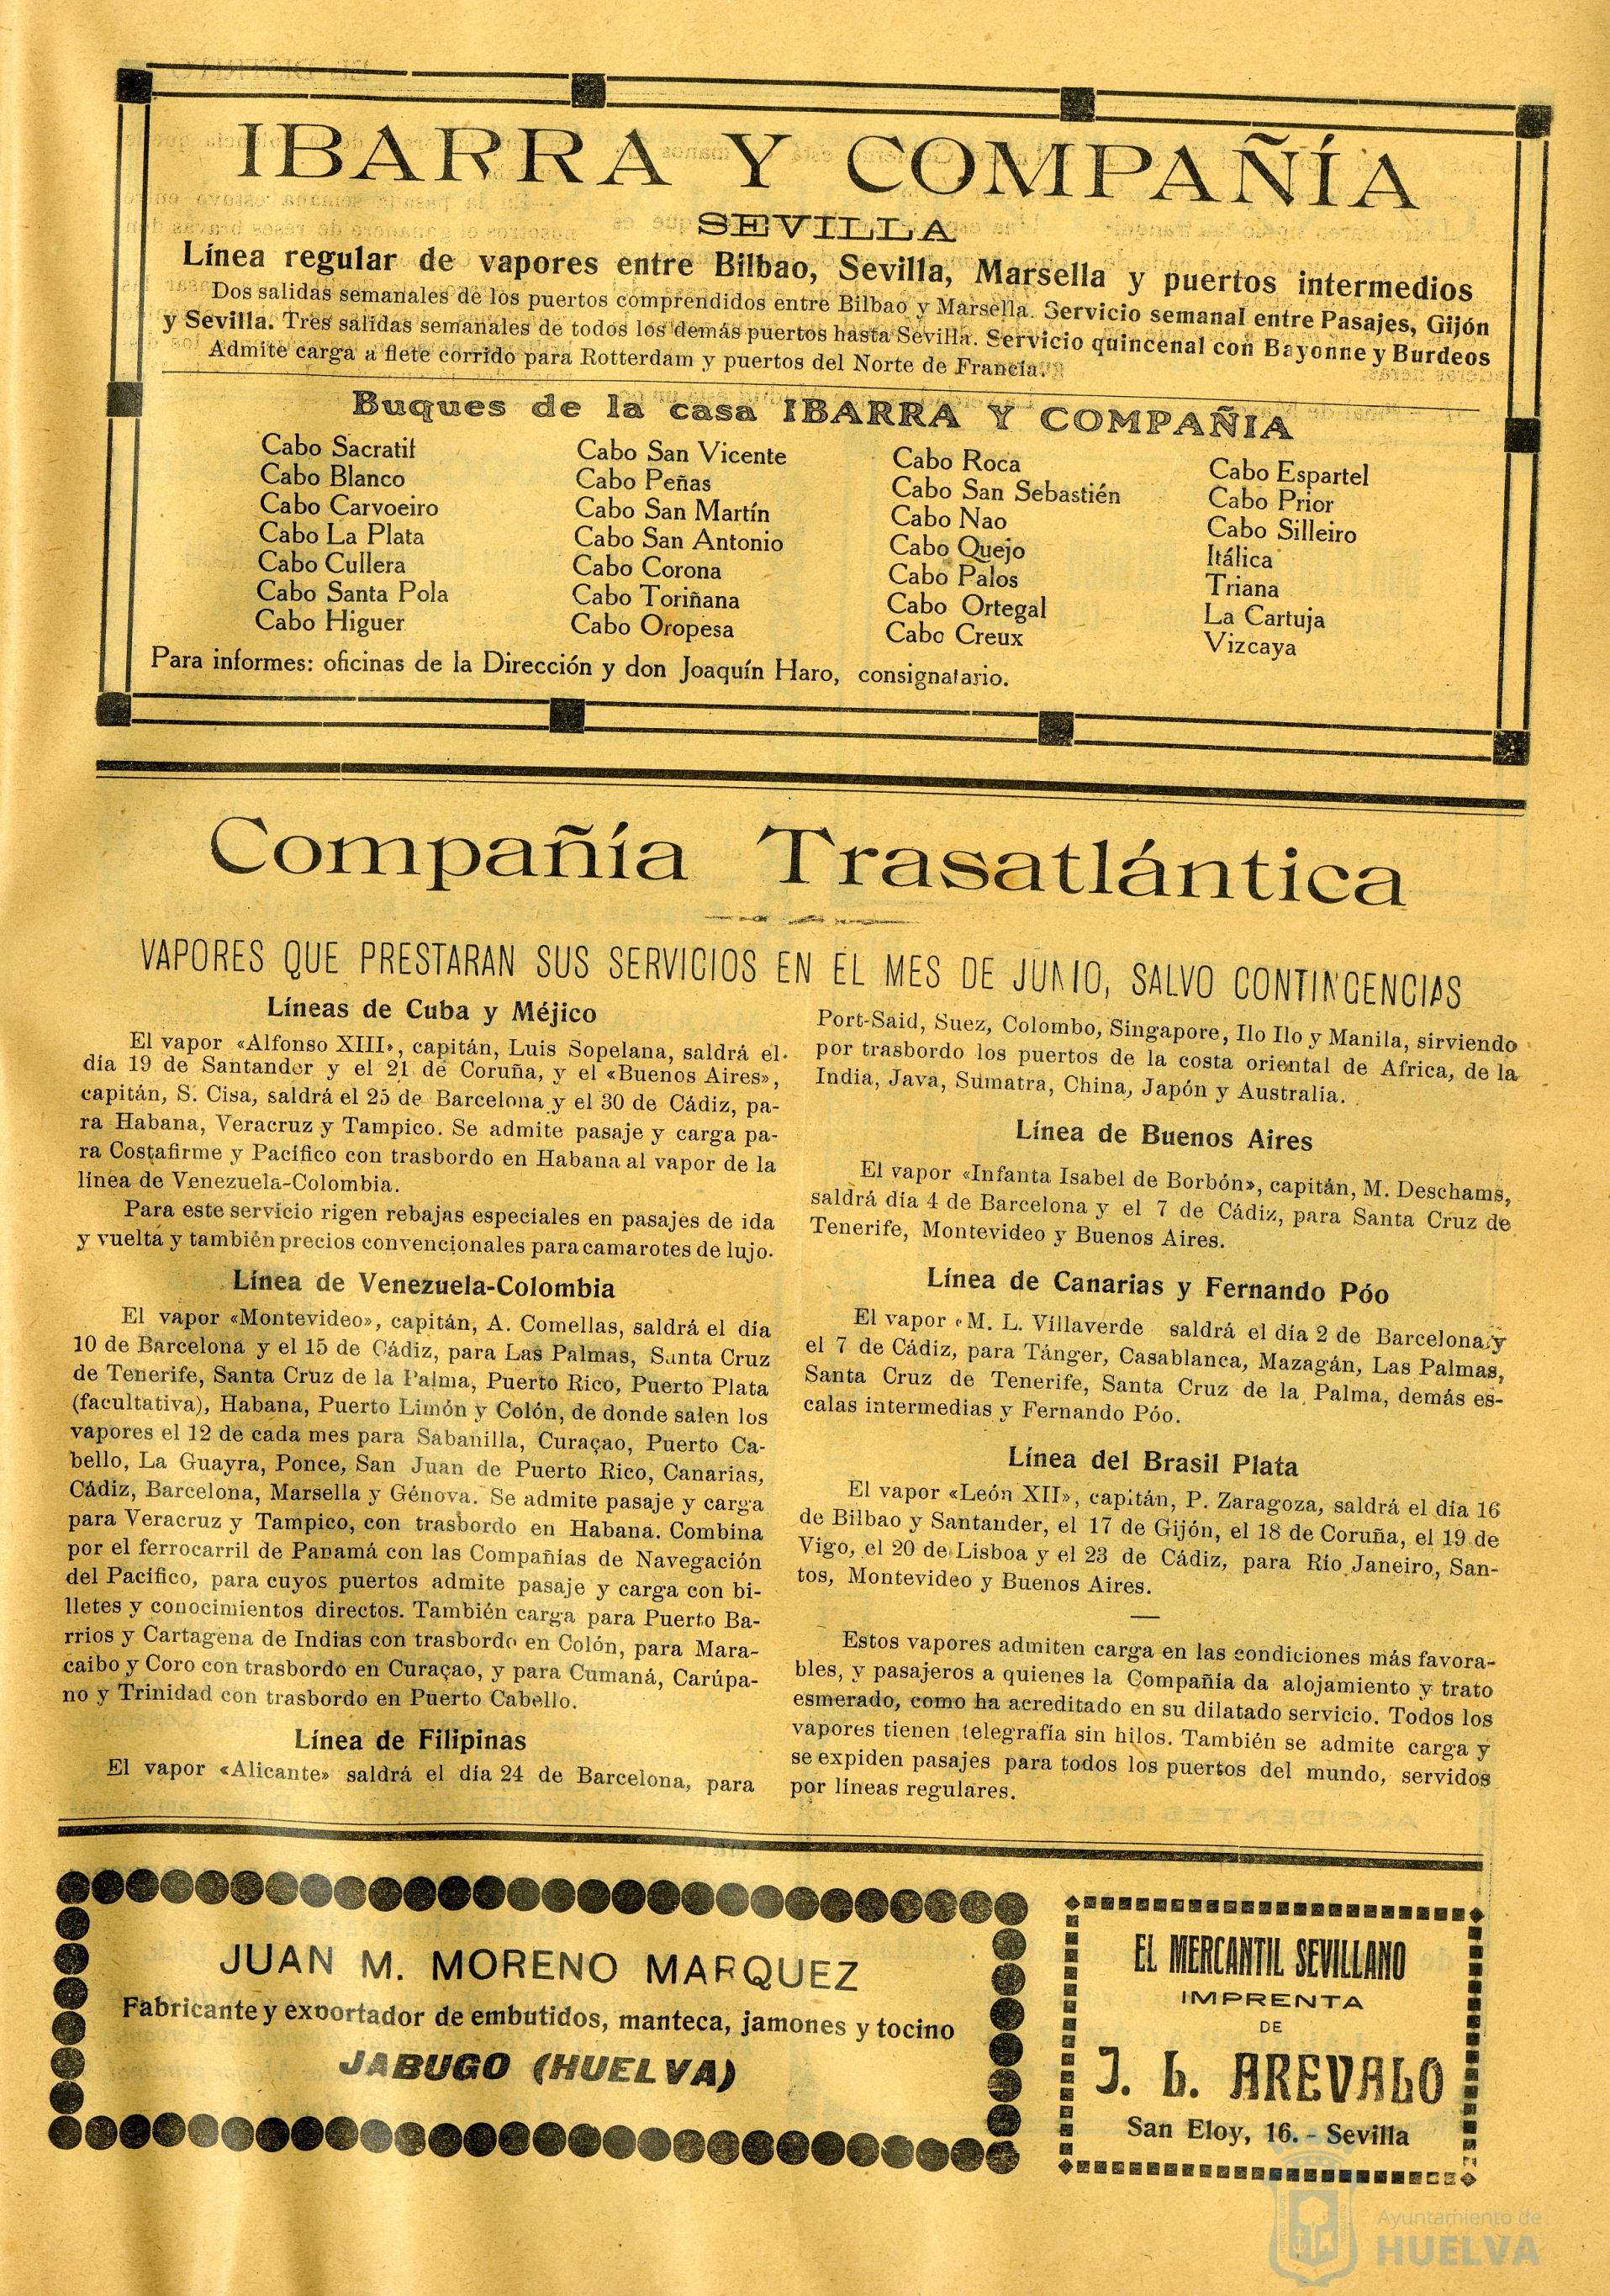 IBARRA Y COMPAÑÍA
SEVILLA
Línea regular de vapores entre Bilbao, Sevilla, Marsella y puertos intermedios
Dos salidas semanales de los puertos comprendidos entre Bilbao y Marsella. Servicio semanal entre Pasajes, Gijón
y Sevilla. Tres salidas semanales de todos los demás puertos hasta Sevilla. Servicio quincenal con Bayonne y Burdeos
Admite carga a flete corrido para Rotterdam y puertos del Norte de Francia.
Buques de la casa IBARRA Y COMPAÑIA
Cabo Sacratif
Cabo Blanco
Cabo Carvoeiro
Cabo La Plata
Cabo Cullera
Cabo Santa Pola
Cabo Higuer
Cabo San Vicente
Cabo Peñas
Cabo San Martín
Cabo San Antonio
Cabo Corona
Cabo Toriñana
Cabo Oropesa
Cabo Roca
Cabo San Sebastién
Cabo Nao
Cabo Quejo
Cabo Palos
Cabo Ortegal
Cabo Creux
Cabo Espartel
Cabo Prior
Cabo Silleiro
Itálica
Triana
La Cartuja
Vizcaya
Para informes: oficinas de la Dirección y don Joaquín Haro, consignatario.
Compañía Trasatlántica
VAPORES QUE PRESTARAN SUS SERVICIOS EN EL MES DE JUNIO, SALVO CONTINGENCIAS
Líneas de Cuba y Méjico
El vapor «Alfonso XIII», capitán, Luis Sopelana, saldrá el
día 19 de Santander y el 21 de Coruña, y el «Buenos Aires»,
capitán, S. Cisa, saldrá el 25 de Barcelona y el 30 de Cádiz, pa-
ra Habana, Veracruz y Tampico. Se admite pasaje y carga pa-
ra Costafirme y Pacífico con trasbordo en Habana al vapor de la
línea de Venezuela-Colombia.
Para este servicio rigen rebajas especiales en pasajes de ida
y vuelta y también precios convencionales para camarotes de lujo.
Línea de Venezuela-Colombia
El vapor «Montevideo», capitán, A. Comellas, saldrá el día
10 de Barcelona y el 15 de Cádiz, para Las Palmas, Santa Cruz
de Tenerife, Santa Cruz de la Palma, Puerto Rico, Puerto Plata
(facultativa), Habana, Puerto Limón y Colón, de donde salen los
vapores el 12 de cada mes para Sabanilla, Curaçao, Puerto Ca-
bello, La Guayra, Ponce, San Juan de Puerto Rico, Canarias,
Cádiz, Barcelona, Marsella y Génova. Se admite pasaje y carga
para Veracruz y Tampico, con trasbordo en Habana. Combina
por el ferrocarril de Panamá con las Compañías de Navegación
del Pacífico, para cuyos puertos admite pasaje y carga con bi-
lletes y conocimientos directos. También carga para Puerto Ba-
rrios y Cartagena de Indias con trasbordo en Colón, para Mara-
caibo y Coro con trasbordo en Curaçao, y para Cumaná, Carúpa-
no y Trinidad con trasbordo en Puerto Cabello.
Línea de Filipinas
El vapor «Alicante» saldrá el día 24 de Barcelona, para
Port-Said, Suez, Colombo, Singapore, Ilo Ilo y Manila, sirviendo
por trasbordo los puertos de la costa oriental de Africa, de la
India, Java, Sumatra, China, Japón y Australia.
Línea de Buenos Aires
El vapor «Infanta Isabel de Borbón», capitán, M. Deschams,
saldrá día 4 de Barcelona y el 7 de Cádiz, para Santa Cruz de
Tenerife, Montevideo y Buenos Aires.
Línea de Canarias y Fernando Póo
El vapor «M. L. Villaverde saldrá el día 2 de Barcelona y
el 7 de Cádiz, para Tánger, Casablanca, Mazagán, Las Palmas,
Santa Cruz de Tenerife, Santa Cruz de la Palma, demás es-
calas intermedias y Fernando Póo.
Línea del Brasil Plata
El vapor «León XII», capitán, P. Zaragoza, saldrá el día 16
de Bilbao y Santander, el 17 de Gijón, el 18 de Coruña, el 19 de
Vigo, el 20 de Lisboa y el 23 de Cádiz, para Río Janeiro, San-
tos, Montevideo y Buenos Aires.
Estos vapores admiten carga en las condiciones más favora-
bles, y pasajeros a quienes la Compañía da alojamiento y trato
esmerado, como ha acreditado en su dilatado servicio. Todos los
vapores tienen telegrafía sin hilos. También se admite carga y
se expiden pasajes para todos los puertos del mundo, servidos
por líneas regulares.
JUAN M. MORENO MARQUEZ
Fabricante y exportador de embutidos, manteca, jamones y tocino
JABUGO (HUELVA)
EL MERCANTIL SEVILLANO
IMPRENTA
DE
J. L. AREVALO
San Eloy, 16. - Sevilla
Ayuntamiento de
HUELVA